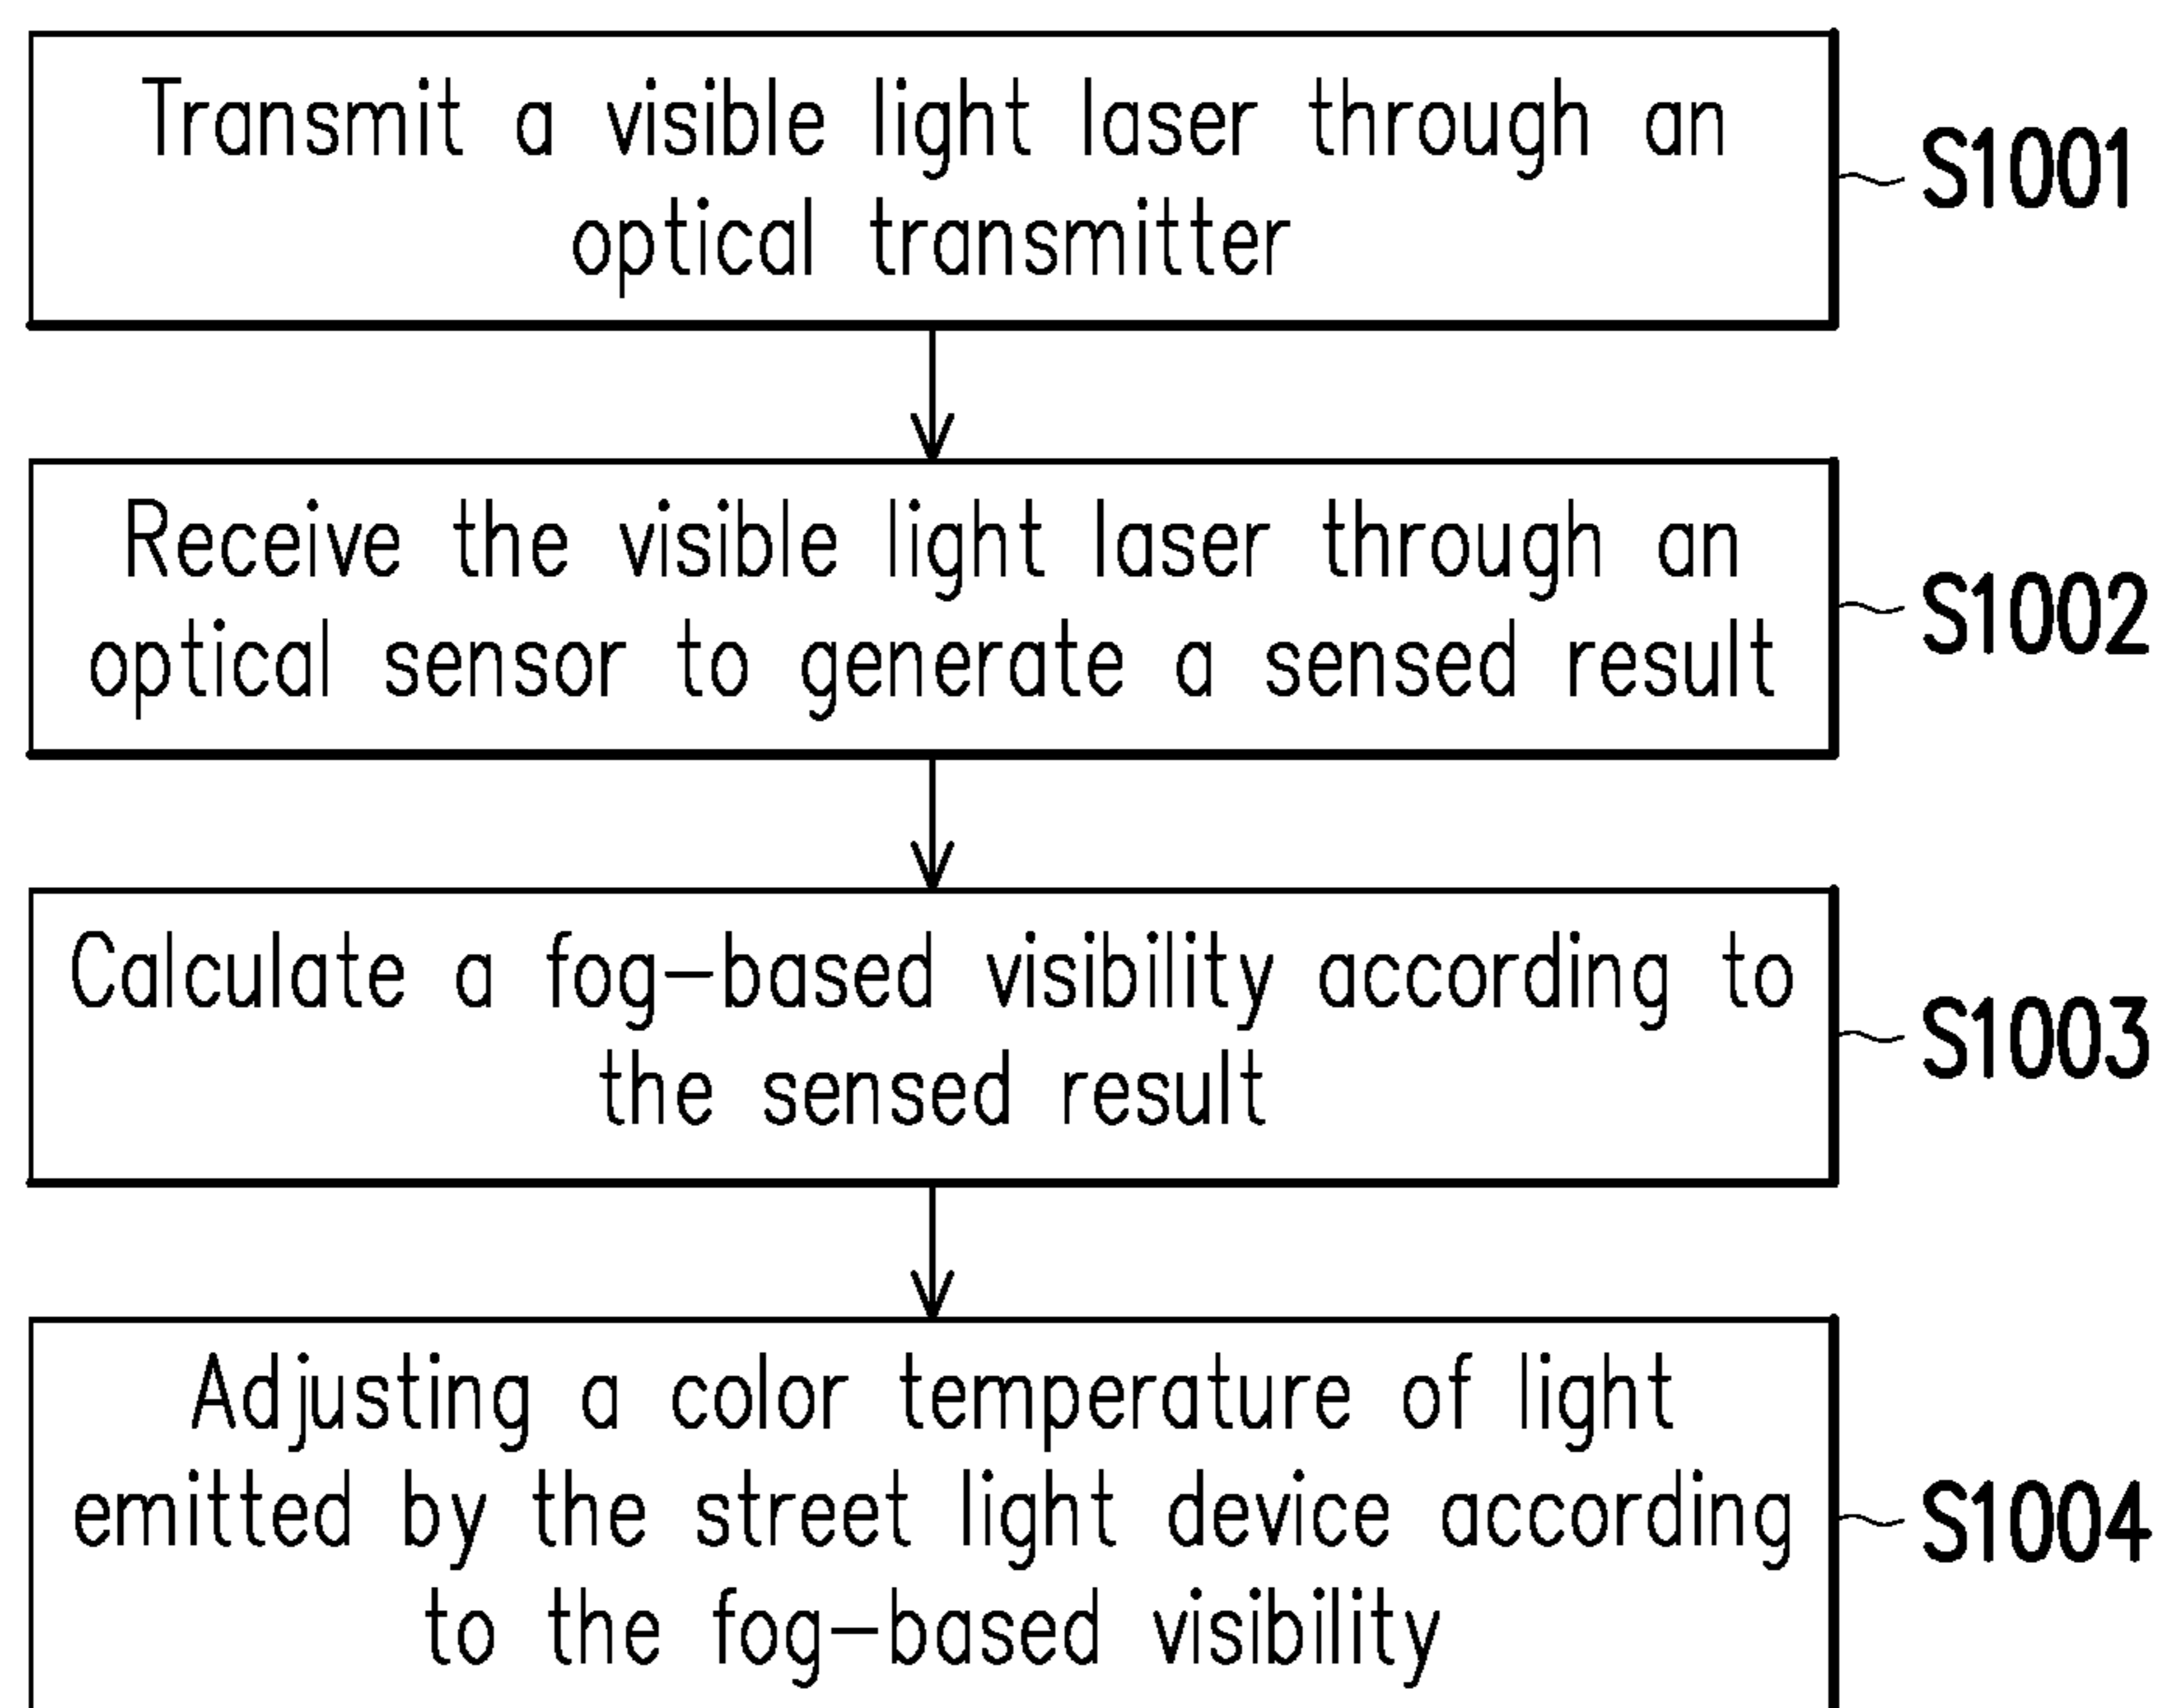 Transmit a visible light laser through an
optical transmitter
S1001
Receive the visible light laser through an
optical sensor to generate a sensed result
S1002
Calculate a fog-based visibility according to
the sensed result
S1003
Adjusting a color temperature of light
emitted by the street light device according
to the fog-based visibility
S1004